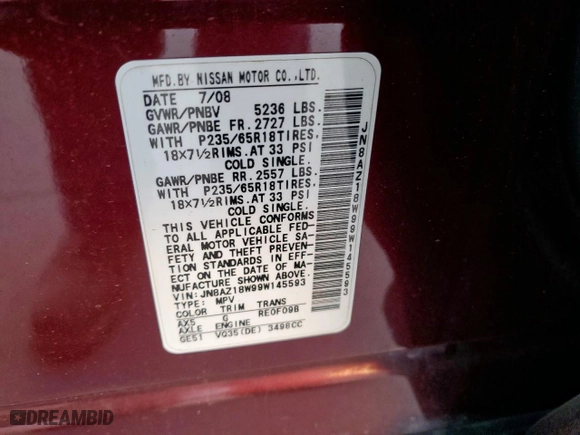 MFD.BY NISSAN MOTOR CO.,LTD.
DATE 7/08
GVWR/PNBV 5236 LBS.
GAWR/PNBE FR. 2727 LBS.
WITH P235/65R18TIRES,
18X7½RIMS.AT 33 PSI
COLD SINGLE.
GAWR/PNBE RR. 2557 LBS.
WITH P235/65R18TIRES,
18X7½RIMS.AT 33 PSI
COLD SINGLE.
THIS VEHICLE CONFORMS
TO ALL APPLICABLE FED-
ERAL MOTOR VEHICLE SA-
FETY AND THEFT PREVEN-
TION STANDARDS IN EFF-
ECT ON THE DATE OF MA-
NUFACTURE SHOWN ABOVE.
VIN:JN8AZ18W99W145593
TYPE: MPV
COLOR TRIM TRANS
AX5 G RE0F09B
AXLE ENGINE
GE51 VQ35(DE) 3498CC
JN8AZ18W99W145593
DREAMBID